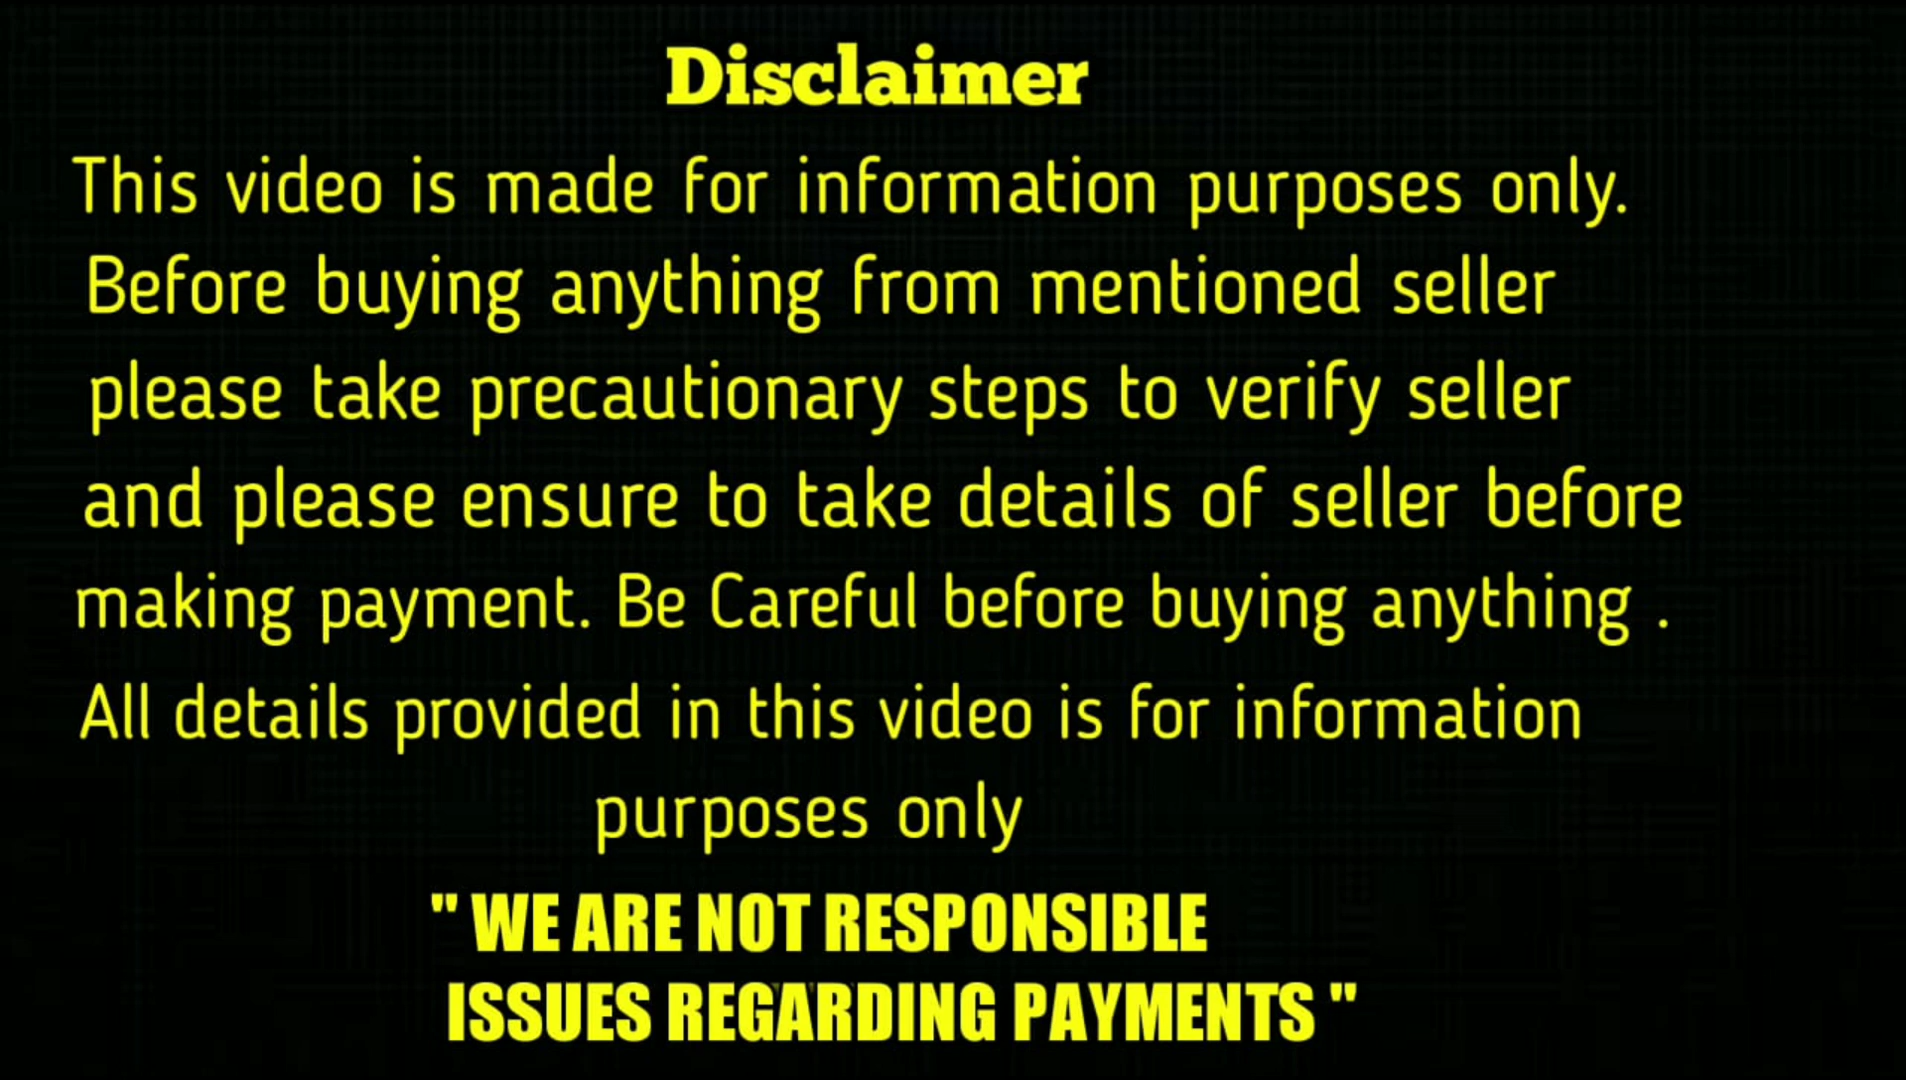 Disclaimer
This video is made for information purposes only.
Before buying anything from mentioned seller
please take precautionary steps to verify seller
and please ensure to take details of seller before
making payment. Be Careful before buying anything .
All details provided in this video is for information
purposes only
" WE ARE NOT RESPONSIBLE
ISSUES REGARDING PAYMENTS "